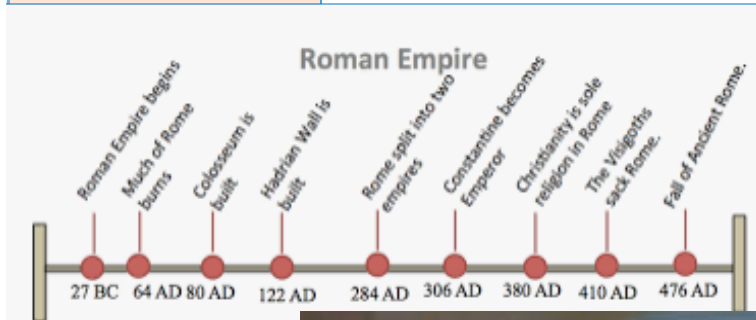 Roman Empire
Roman Empire begins
Much of Rome
burns
Colosseum is
built
Hadrian Wall is
built
Rome split into two
empires
Constantine becomes
Emperor
Christianity is sole
religion in Rome
The Visigoths
sack Rome.
Fall of Ancient Rome.
27 BC
64 AD
80 AD
122 AD
284 AD
306 AD
380 AD
410 AD
476 AD